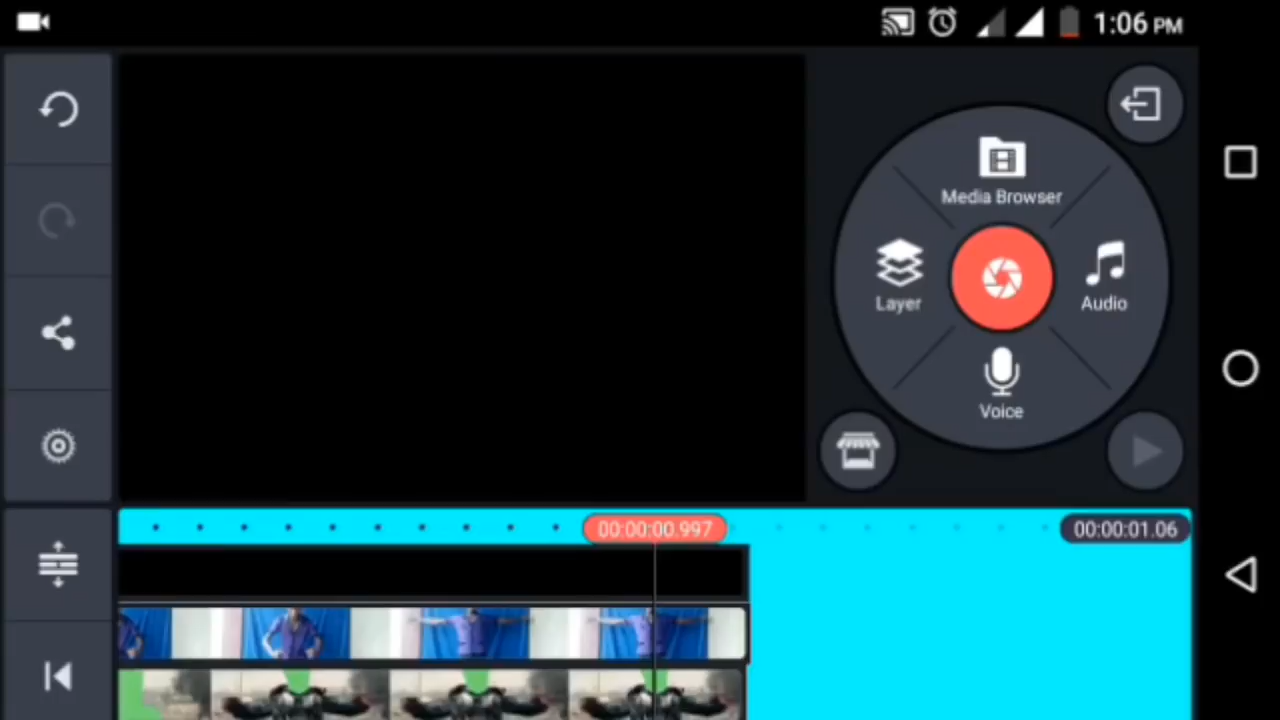 1:06 PM
Media Browser
Layer
Audio
Voice
00:00:00.997
00:00:01.06